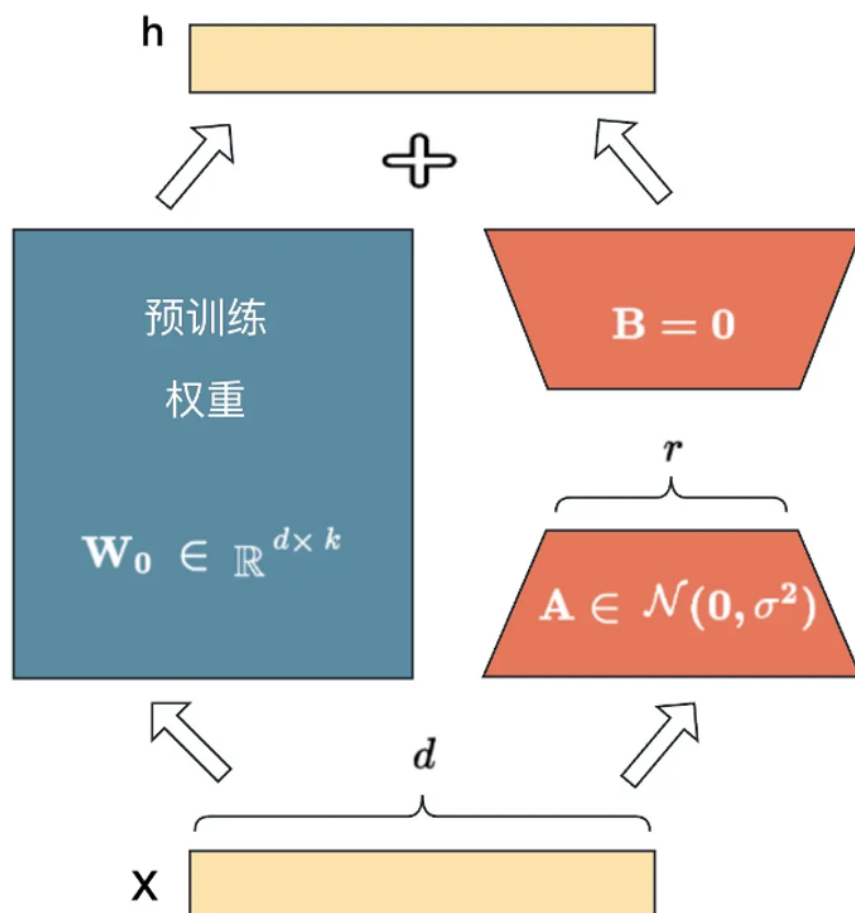 h
预训练
权重
W₀ ∈ ℝ^{d× k}
B = 0
r
A ∈ 𝒩(0, σ²)
d
X